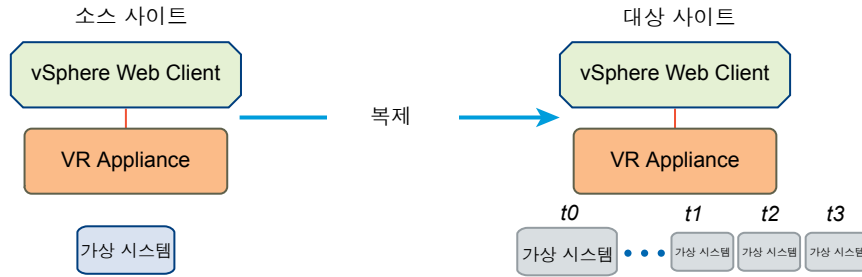 소스 사이트
대상 사이트
vSphere Web Client
vSphere Web Client
복제
VR Appliance
VR Appliance
t0
t1
t2
t3
가상 시스템
가상 시스템
가상 시스템
가상 시스템
가상 시스템